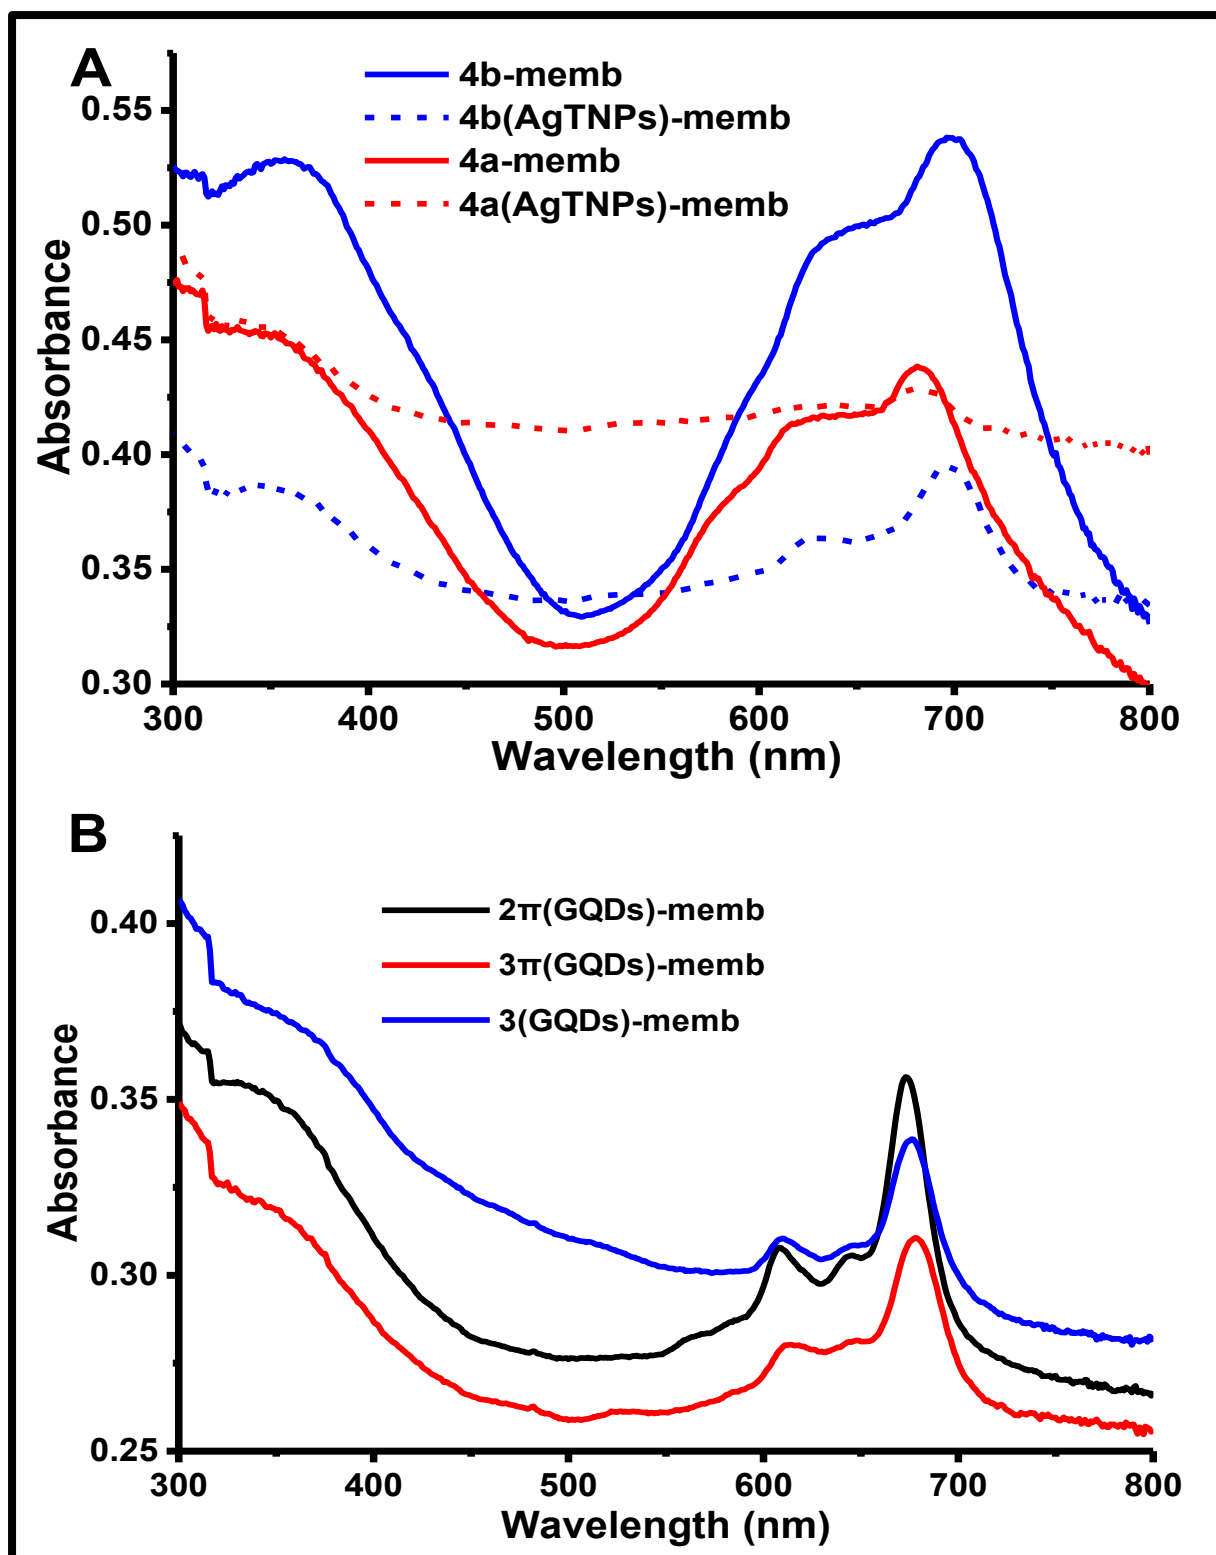 A
4b-memb
4b(AgTNPs)-memb
4a-memb
4a(AgTNPs)-memb
Absorbance
0.55
0.50
0.45
0.40
0.35
0.30
300 400 500 600 700 800
Wavelength (nm)
B
2π(GQDs)-memb
3π(GQDs)-memb
3(GQDs)-memb
Absorbance
0.40
0.35
0.30
0.25
300 400 500 600 700 800
Wavelength (nm)